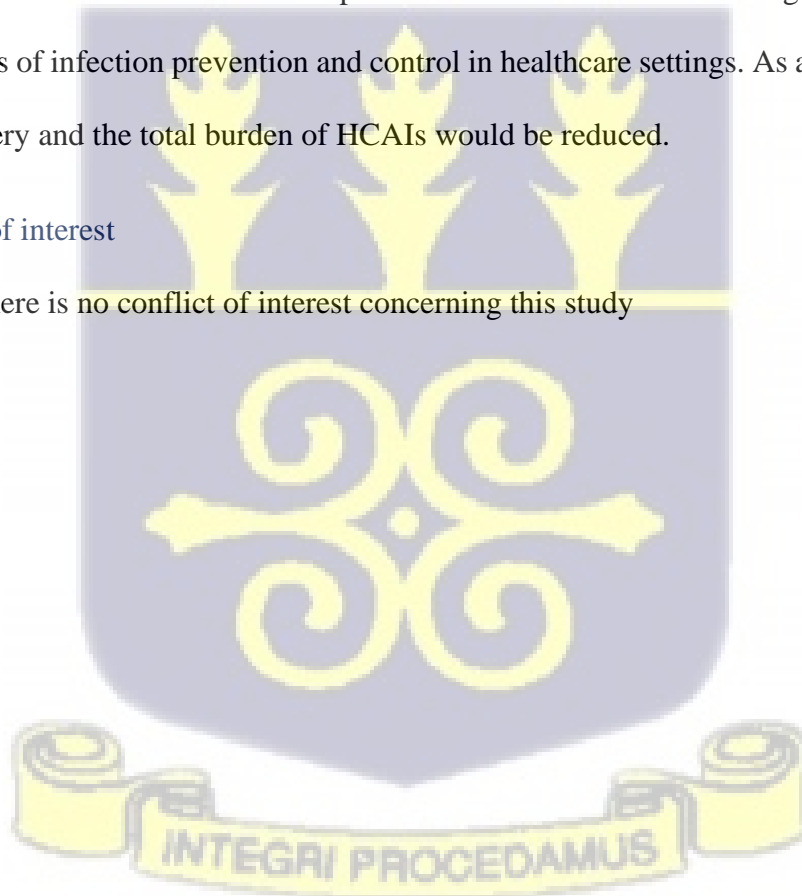 s of infection prevention and control in healthcare settings. As a
ery and the total burden of HCAIs would be reduced.
of interest
ere is no conflict of interest concerning this study
INTEGRI PROCEDAMUS